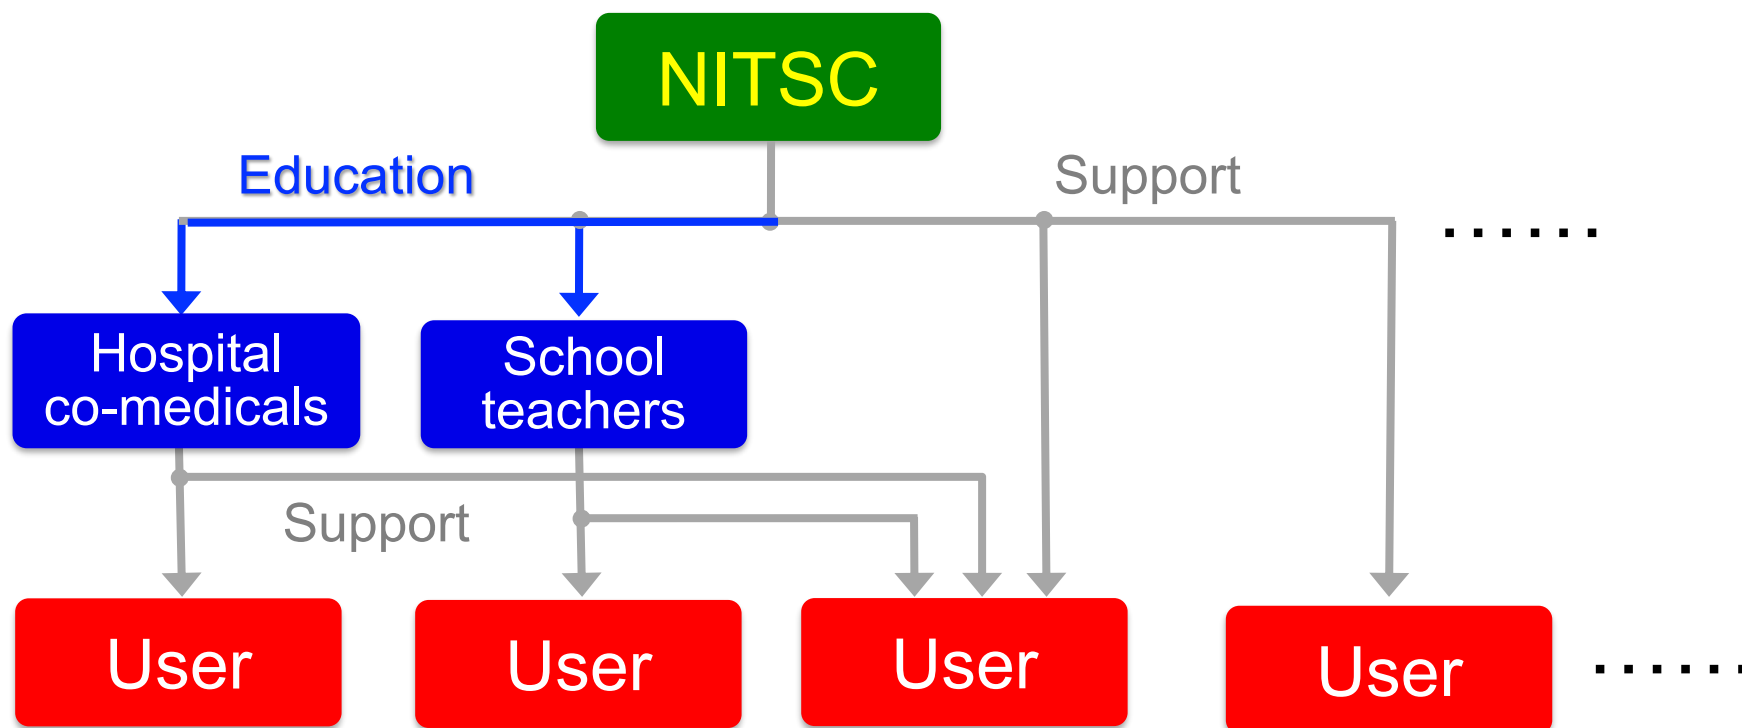 NITSC
Education
Support
......
Hospital
co-medicals
School
teachers
Support
User
User
User
User
......